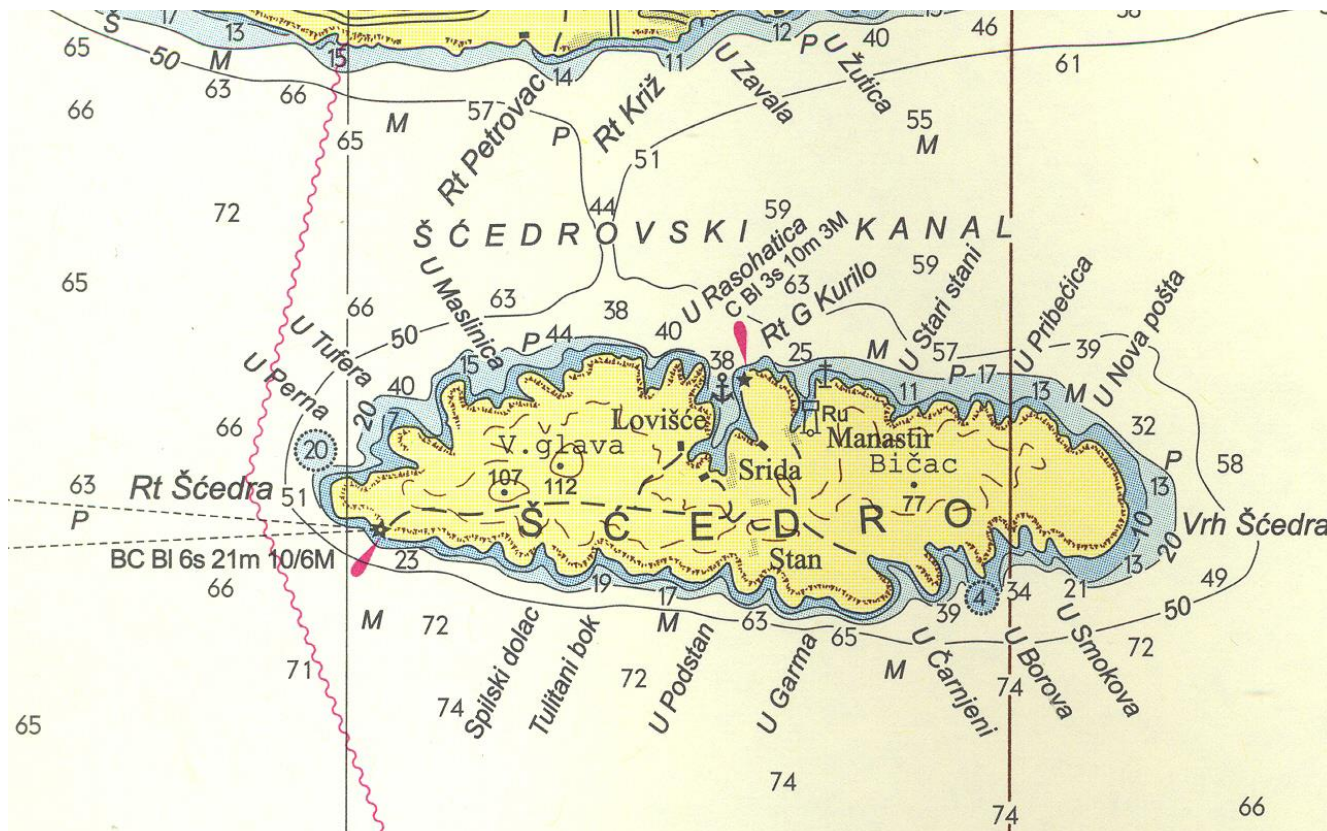 Š 17 13 15 14 11 12 40 46 61
65 50 M 63 66 57 P M
66 65 M P 55 M
Rt Petrovac
Rt Križ
U Zavala
U Žutica
51
72 44 59
ŠĆEDROVSKI KANAL
65 66 63 38 63 59
U Perna
U Tufera
U Maslinica
U Rasohatica
C Bl 3s 10m 3M
Rt G Kurilo
U Stari stani
U Pribećica
U Nova pošta
50 P 44 40 38 25 M 57 39
15 11 P 17 13 M
40 20 7 32
66 20 P 58
Lovišće
Ru
Manastir
V.glava
Srida
Bičac
107 112 77
63 P
Rt Šćedra
51
13 10 20
Vrh Šćedra
ŠĆEDRO
Stan
BC Bl 6s 21m 10/6M
23 19 17 63 65 39 4 34 21 13 49 50
66 M 72 M M 72
Spilski dolac
Tulitani bok
U Podstan
U Garma
U Čarnjeni
U Borova
U Smokova
71 74 72 74
65 74 74 66